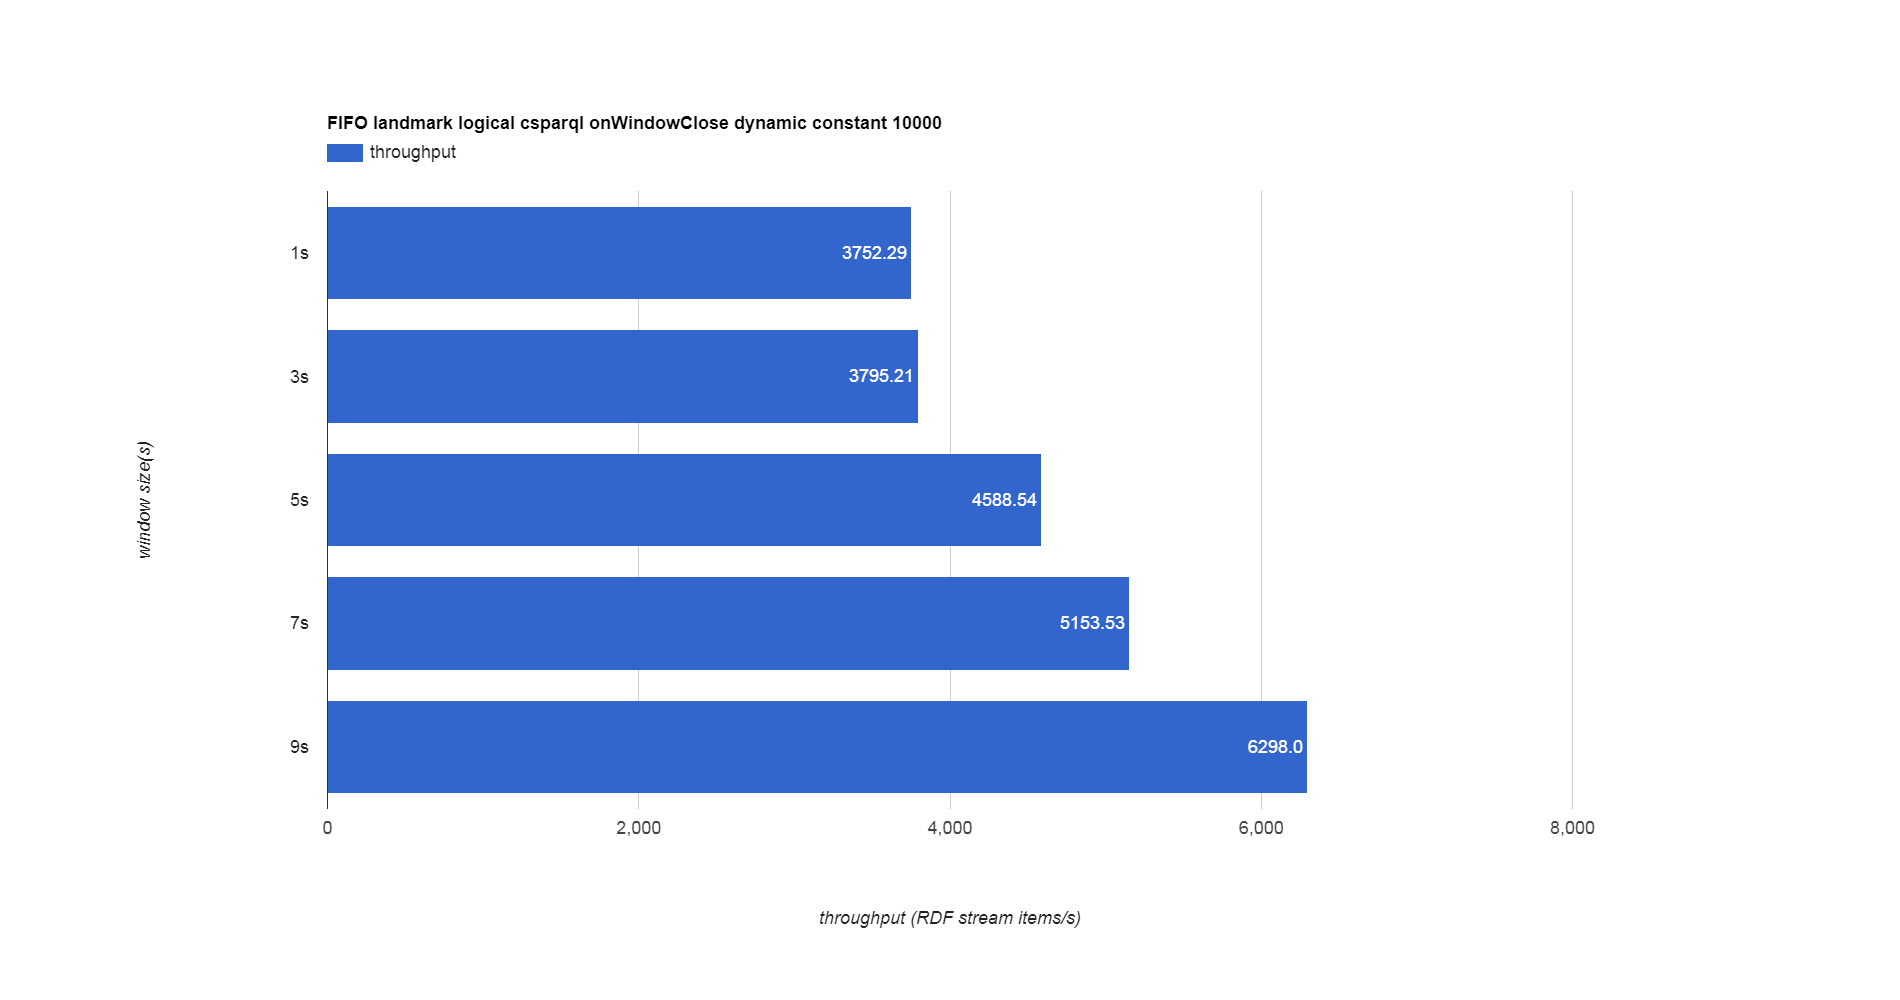 FIFO landmark logical csparql onWindowClose dynamic constant 10000
throughput
1s
3752.29
3s
3795.21
5s
4588.54
7s
5153.53
9s
6298.0
window size(s)
0 2,000 4,000 6,000 8,000
throughput (RDF stream items/s)